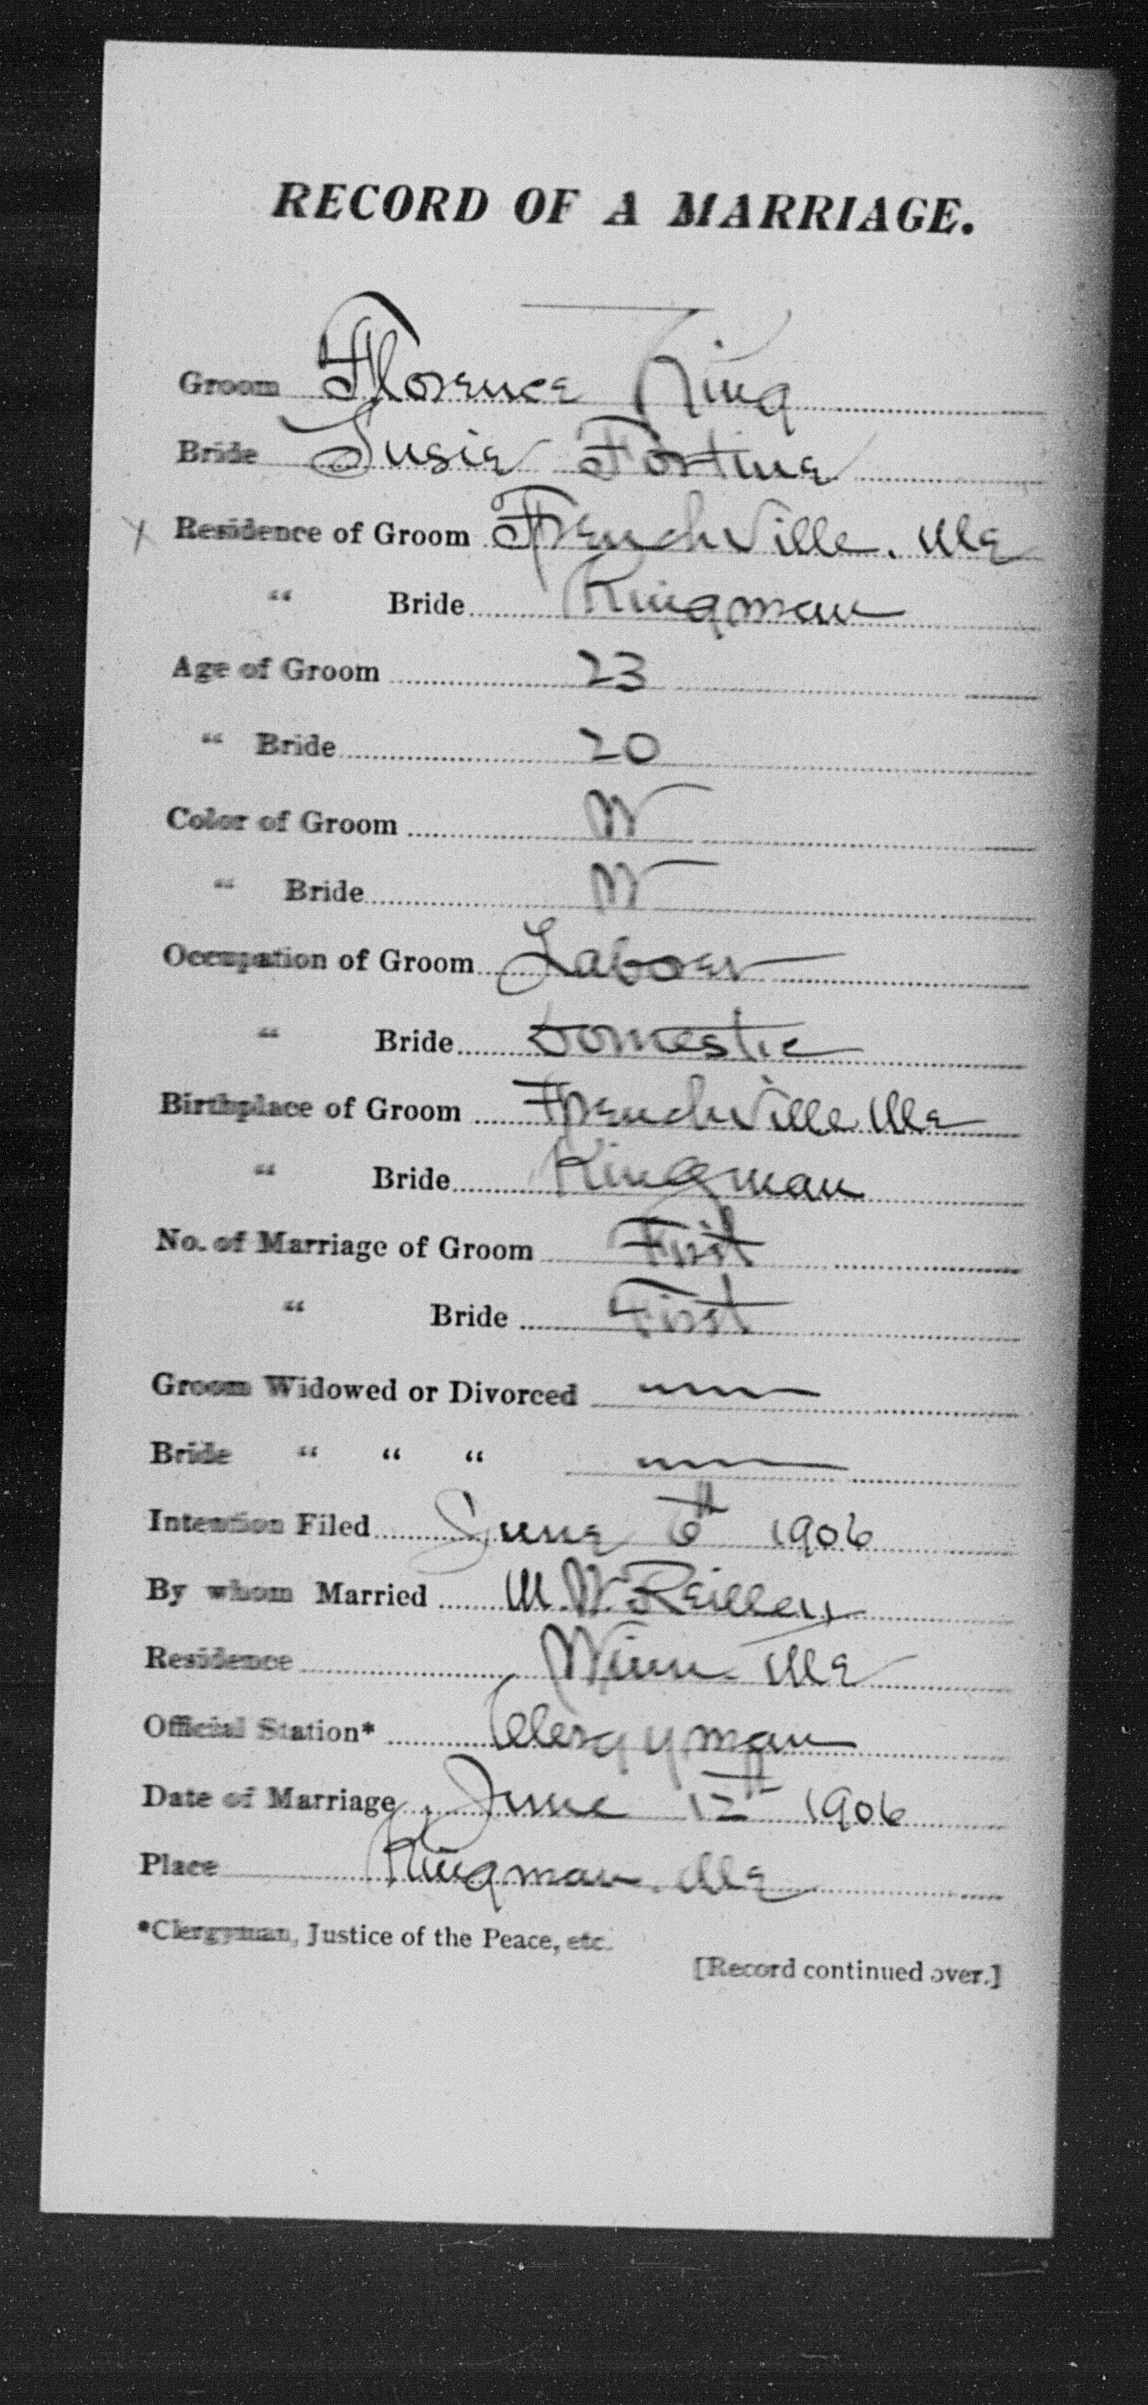 RECORD OF A MARRIAGE.
Groom Florence King
Bride Susie Fortine
x Residence of Groom Frenchville. Me
" Bride Kingman
Age of Groom 23
" Bride 20
Color of Groom W
" Bride W
Occupation of Groom Laborer
" Bride Domestic
Birthplace of Groom Frenchville Me
" Bride Kingman
No. of Marriage of Groom First
" Bride First
Groom Widowed or Divorced
Bride " " "
Intention Filed June 6th 1906
By whom Married M. W. Reilley
Residence Winn Me
Official Station* Clergyman
Date of Marriage June 12th 1906
Place Kingman. Me
*Clergyman, Justice of the Peace, etc.
[Record continued over.]